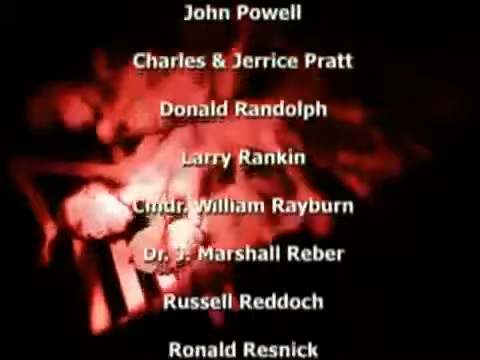 John Powell
Charles & Jerrice Pratt
Donald Randolph
Larry Rankin
Cmdr. William Rayburn
Dr. J. Marshall Reber
Russell Reddoch
Ronald Resnick